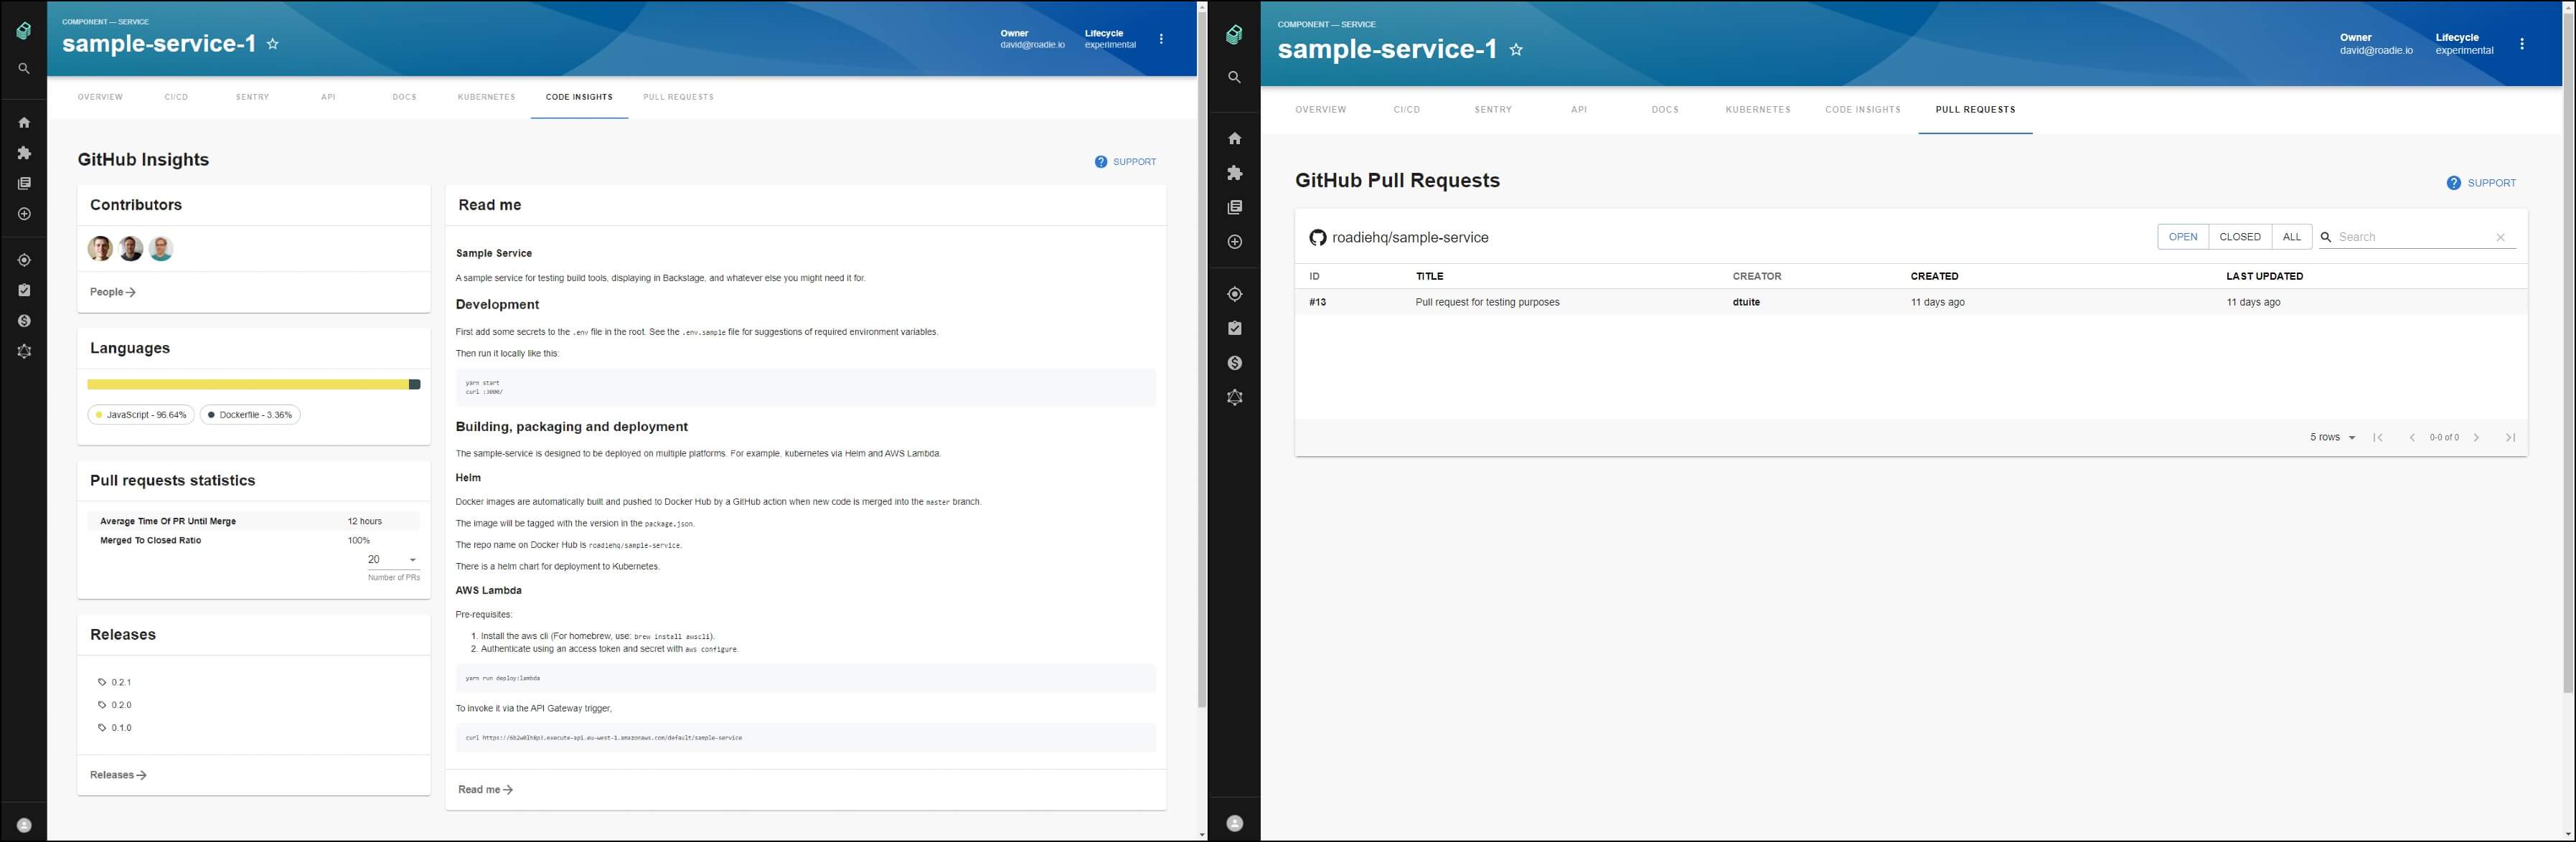 COMPONENT — SERVICE
sample-service-1
Owner
david@roadie.io
Lifecycle
experimental
OVERVIEW
CI/CD
SENTRY
API
DOCS
KUBERNETES
CODE INSIGHTS
PULL REQUESTS
GitHub Insights
SUPPORT
Contributors
People
Languages
JavaScript - 96.64%
Dockerfile - 3.36%
Pull requests statistics
Average Time Of PR Until Merge 12 hours
Merged To Closed Ratio 100%
20
Number of PRs
Releases
0.2.1
0.2.0
0.1.0
Releases
Read me
Sample Service
A sample service for testing build tools, displaying in Backstage, and whatever else you might need it for.
Development
First add some secrets to the .env file in the root. See the .env.sample file for suggestions of required environment variables.
Then run it locally like this:
yarn start
curl :3000/
Building, packaging and deployment
The sample-service is designed to be deployed on multiple platforms. For example, kubernetes via Helm and AWS Lambda.
Helm
Docker images are automatically built and pushed to Docker Hub by a GitHub action when new code is merged into the master branch.
The image will be tagged with the version in the package.json.
The repo name on Docker Hub is roadiehq/sample-service.
There is a helm chart for deployment to Kubernetes.
AWS Lambda
Pre-requisites:
1. Install the aws cli (For homebrew, use: brew install awscli).
2. Authenticate using an access token and secret with aws configure.
yarn run deploy:lambda
To invoke it via the API Gateway trigger,
curl
Read me
COMPONENT — SERVICE
sample-service-1
Owner
david@roadie.io
Lifecycle
experimental
OVERVIEW
CI/CD
SENTRY
API
DOCS
KUBERNETES
CODE INSIGHTS
PULL REQUESTS
GitHub Pull Requests
SUPPORT
roadiehq/sample-service
OPEN CLOSED ALL Search
ID TITLE CREATOR CREATED LAST UPDATED
#13 Pull request for testing purposes dtuite 11 days ago 11 days ago
5 rows 0-0 of 0